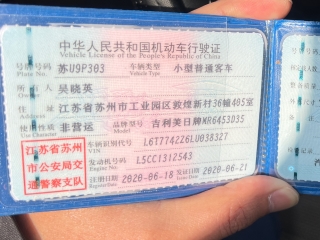 中华人民共和国机动车行驶证
Vehicle License of the People's Republic of China
号牌号码 苏U9P303 车辆类型 小型普通客车
Plate No. Vehicle Type
所有人 吴晓英
住址 江苏省苏州市工业园区敦煌新村36幢405室
使用性质 非营运 品牌型号 吉利美日牌MR6453D35
Use Character
江苏省苏州
市公安局交
通警察支队
车辆识别代号 L6T7742Z6LU038327
VIN
发动机号码 L5CC1312543
注册日期 2020-06-18 发证日期 2020-06-21
Register Date Issue Date